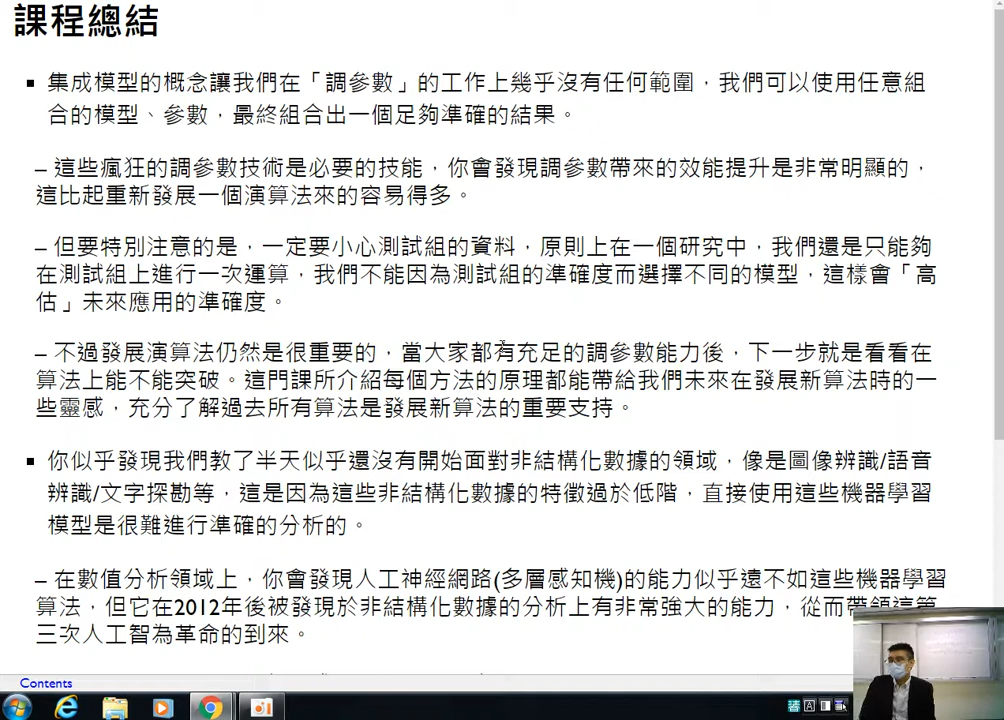 課程總結
▪ 集成模型的概念讓我們在「調參數」的工作上幾乎沒有任何範圍，我們可以使用任意組
合的模型、參數，最終組合出一個足夠準確的結果。
– 這些瘋狂的調參數技術是必要的技能，你會發現調參數帶來的效能提升是非常明顯的，
這比起重新發展一個演算法來的容易得多。
– 但要特別注意的是，一定要小心測試組的資料，原則上在一個研究中，我們還是只能夠
在測試組上進行一次運算，我們不能因為測試組的準確度而選擇不同的模型，這樣會「高
估」未來應用的準確度。
– 不過發展演算法仍然是很重要的，當大家都有充足的調參數能力後，下一步就是看看在
算法上能不能突破。這門課所介紹每個方法的原理都能帶給我們未來在發展新算法時的一
些靈感，充分了解過去所有算法是發展新算法的重要支持。
▪ 你似乎發現我們教了半天似乎還沒有開始面對非結構化數據的領域，像是圖像辨識/語音
辨識/文字探勘等，這是因為這些非結構化數據的特徵過於低階，直接使用這些機器學習
模型是很難進行準確的分析的。
– 在數值分析領域上，你會發現人工神經網路(多層感知機)的能力似乎遠不如這些機器學習
算法，但它在2012年後被發現於非結構化數據的分析上有非常強大的能力，從而帶領這第
三次人工智為革命的到來。
Contents